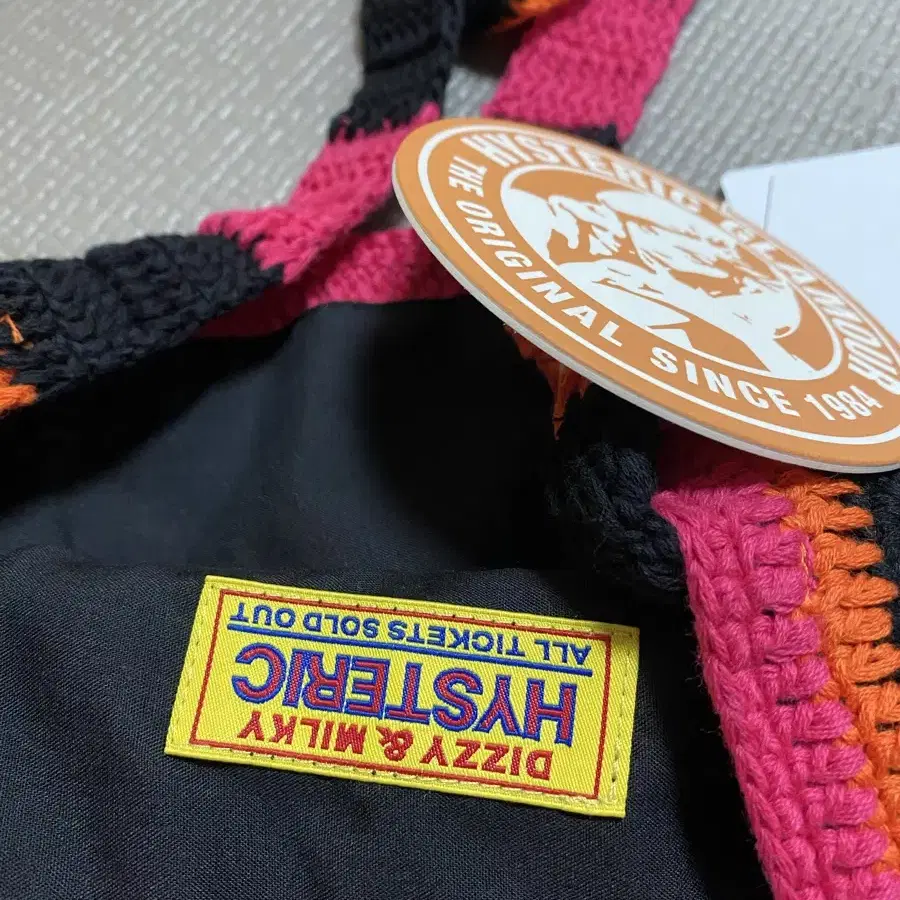 HYSTERIC GLAMOUR
THE ORIGINAL SINCE 1984
DIZZY & MILKY
HYSTERIC
ALL TICKETS SOLD OUT